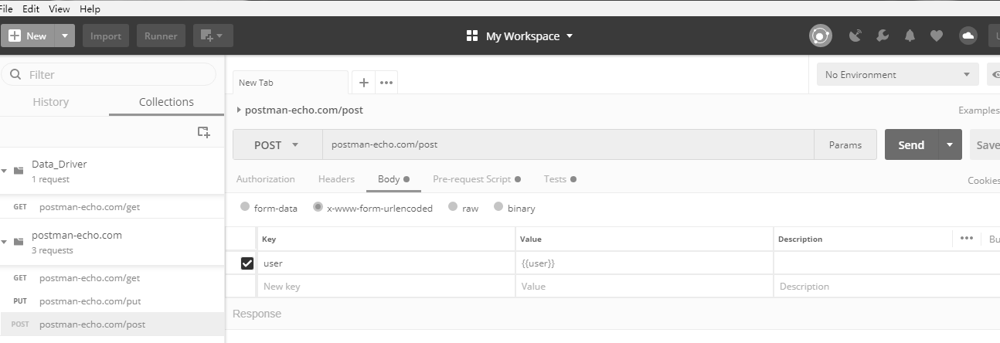 File Edit View Help
New Import Runner My Workspace
Filter
History Collections
Data_Driver
1 request
GET postman-echo.com/get
postman-echo.com
3 requests
GET postman-echo.com/get
PUT postman-echo.com/put
POST postman-echo.com/post
New Tab No Environment
postman-echo.com/post Examples
POST postman-echo.com/post Params Send Save
Authorization Headers Body Pre-request Script Tests Cookies
form-data x-www-form-urlencoded raw binary
Key Value Description Bu
user {{user}}
New key Value Description
Response